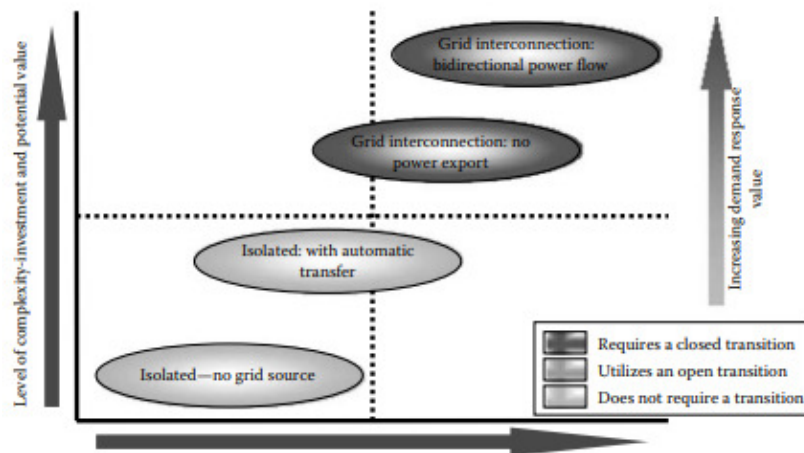 Level of complexity-investment and potential value
Grid interconnection:
bidirectional power flow
Grid interconnection: no
power export
Isolated: with automatic
transfer
Isolated—no grid source
Increasing demand response
value
Requires a closed transition
Utilizes an open transition
Does not require a transition